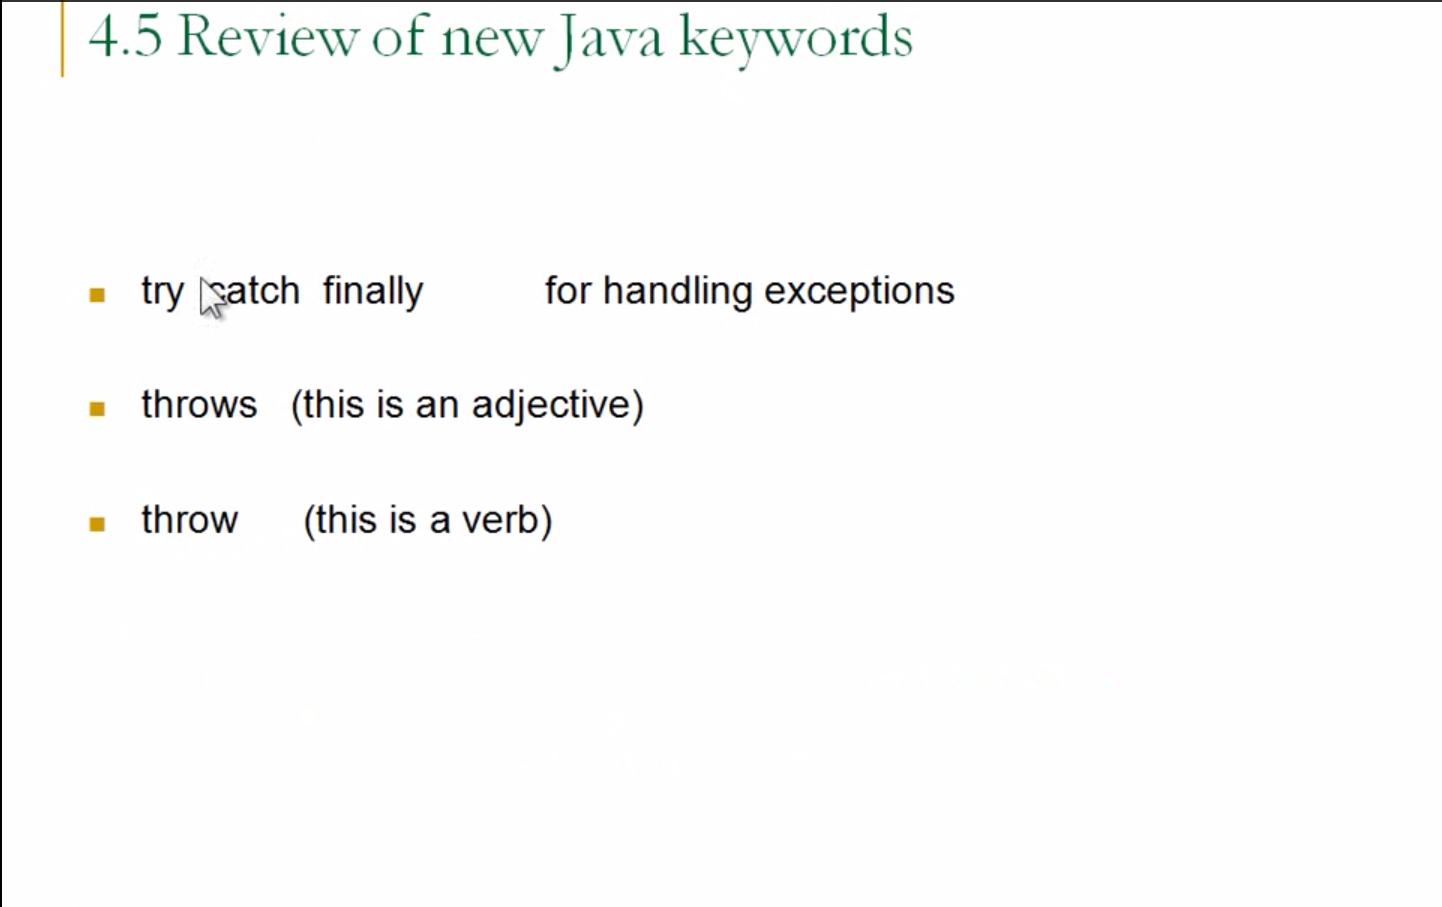 4.5 Review of new Java keywords
try catch finally for handling exceptions
throws (this is an adjective)
throw (this is a verb)